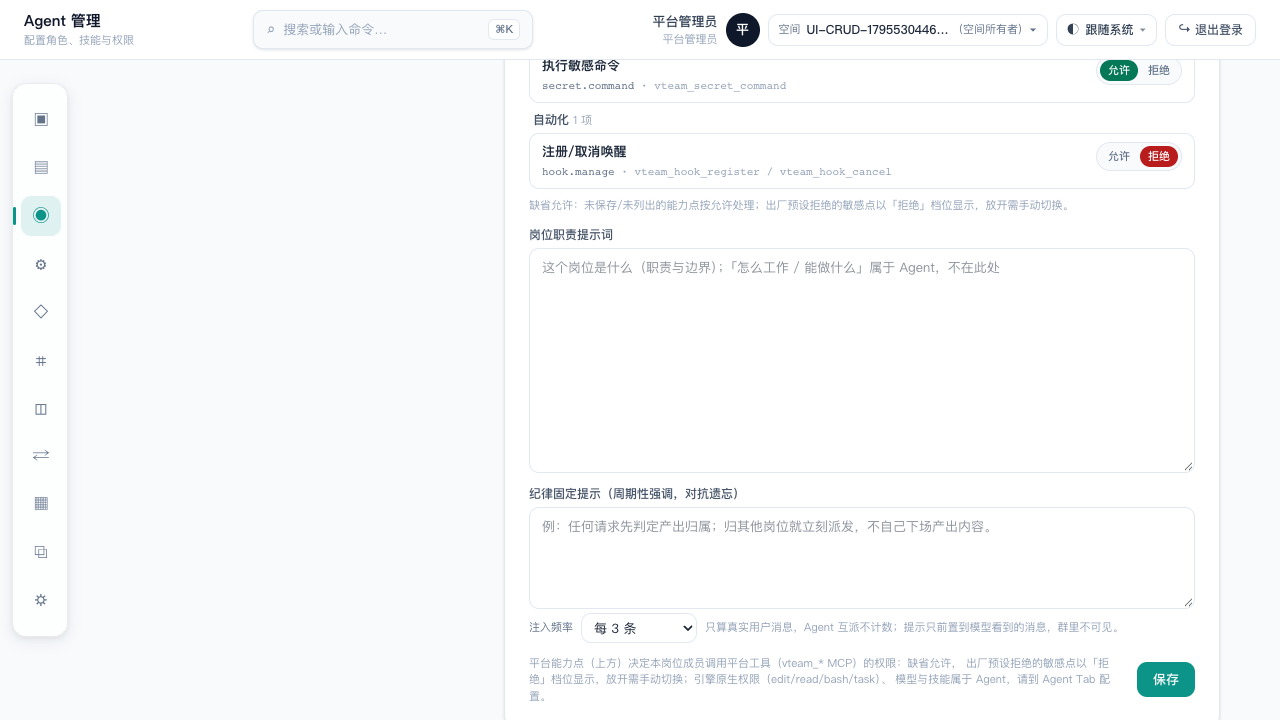 Agent 管理
配置角色、技能与权限
搜索或输入命令… ⌘K
平台管理员
平台管理员
平
空间 UI-CRUD-1795530446… (空间所有者)
跟随系统
退出登录
执行敏感命令
secret.command · vteam_secret_command
允许 拒绝
自动化 1 项
注册/取消唤醒
hook.manage · vteam_hook_register / vteam_hook_cancel
允许 拒绝
缺省允许：未保存/未列出的能力点按允许处理；出厂预设拒绝的敏感点以「拒绝」档位显示，放开需手动切换。
岗位职责提示词
这个岗位是什么（职责与边界）；「怎么工作 / 能做什么」属于 Agent，不在此处
纪律固定提示（周期性强调，对抗遗忘）
例：任何请求先判定产出归属；归其他岗位就立刻派发，不自己下场产出内容。
注入频率 每 3 条 只算真实用户消息，Agent 互派不计数；提示只前置到模型看到的消息，群里不可见。
平台能力点（上方）决定本岗位成员调用平台工具（vteam_* MCP）的权限：缺省允许， 出厂预设拒绝的敏感点以「拒
绝」档位显示，放开需手动切换；引擎原生权限（edit/read/bash/task）、 模型与技能属于 Agent，请到 Agent Tab 配
置。
保存